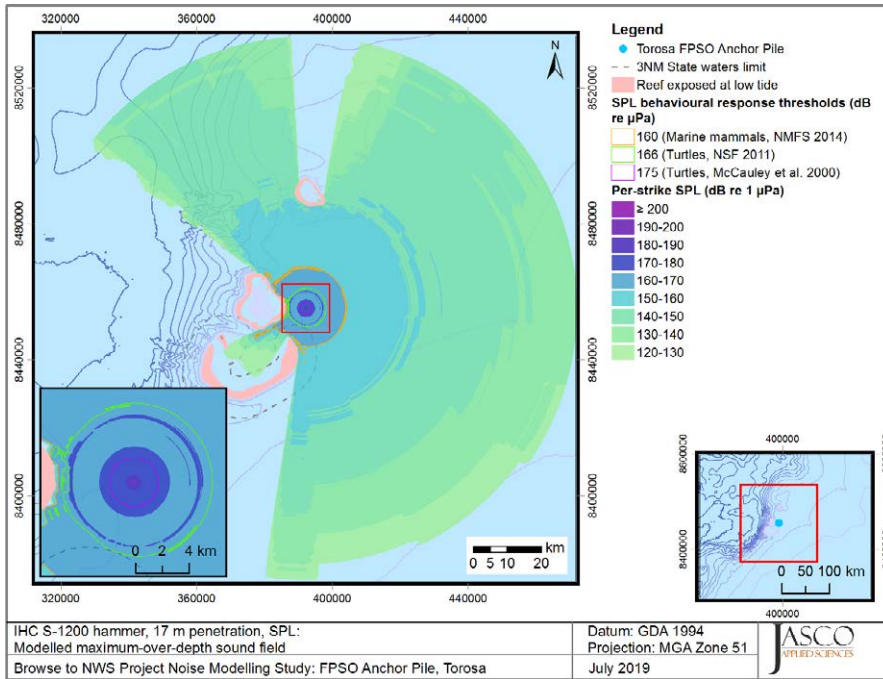 320000
360000
400000
440000
N
8520000
8520000
8480000
8480000
8440000
8440000
8400000
8400000
0 2 4 km
km
0 5 10 20
320000
360000
400000
440000
Legend
Torosa FPSO Anchor Pile
3NM State waters limit
Reef exposed at low tide
SPL behavioural response thresholds (dB
re µPa)
160 (Marine mammals, NMFS 2014)
166 (Turtles, NSF 2011)
175 (Turtles, McCauley et al. 2000)
Per-strike SPL (dB re 1 µPa)
≥ 200
190-200
180-190
170-180
160-170
150-160
140-150
130-140
120-130
400000
8600000
8400000
0 50 100 km
400000
IHC S-1200 hammer, 17 m penetration, SPL:
Modelled maximum-over-depth sound field
Browse to NWS Project Noise Modelling Study: FPSO Anchor Pile, Torosa
Datum: GDA 1994
Projection: MGA Zone 51
July 2019
JASCO
APPLIED SCIENCES